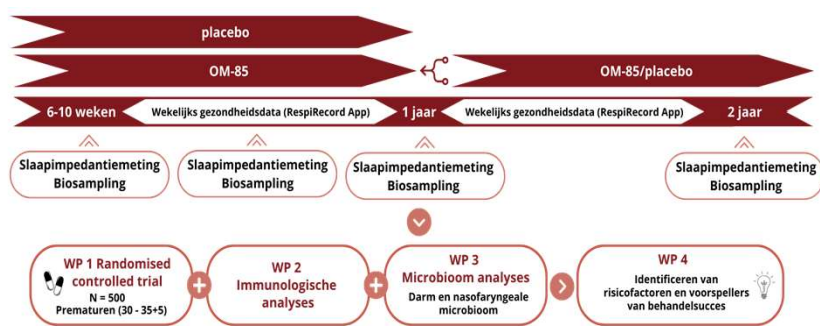 placebo
OM-85
OM-85/placebo
6-10 weken
Wekelijks gezondheidsdata (RespiRecord App)
1 jaar
Wekelijks gezondheidsdata (RespiRecord App)
2 jaar
Slaapimpedantiemeting
Biosampling
Slaapimpedantiemeting
Biosampling
Slaapimpedantiemeting
Biosampling
Slaapimpedantiemeting
Biosampling
WP 1 Randomised
controlled trial
N = 500
Prematuren (30 - 35+5)
WP 2
Immunologische
analyses
WP 3
Microbioom analyses
Darm en nasofaryngeale
microbioom
WP 4
Identificeren van
risicofactoren en voorspellers
van behandelsucces